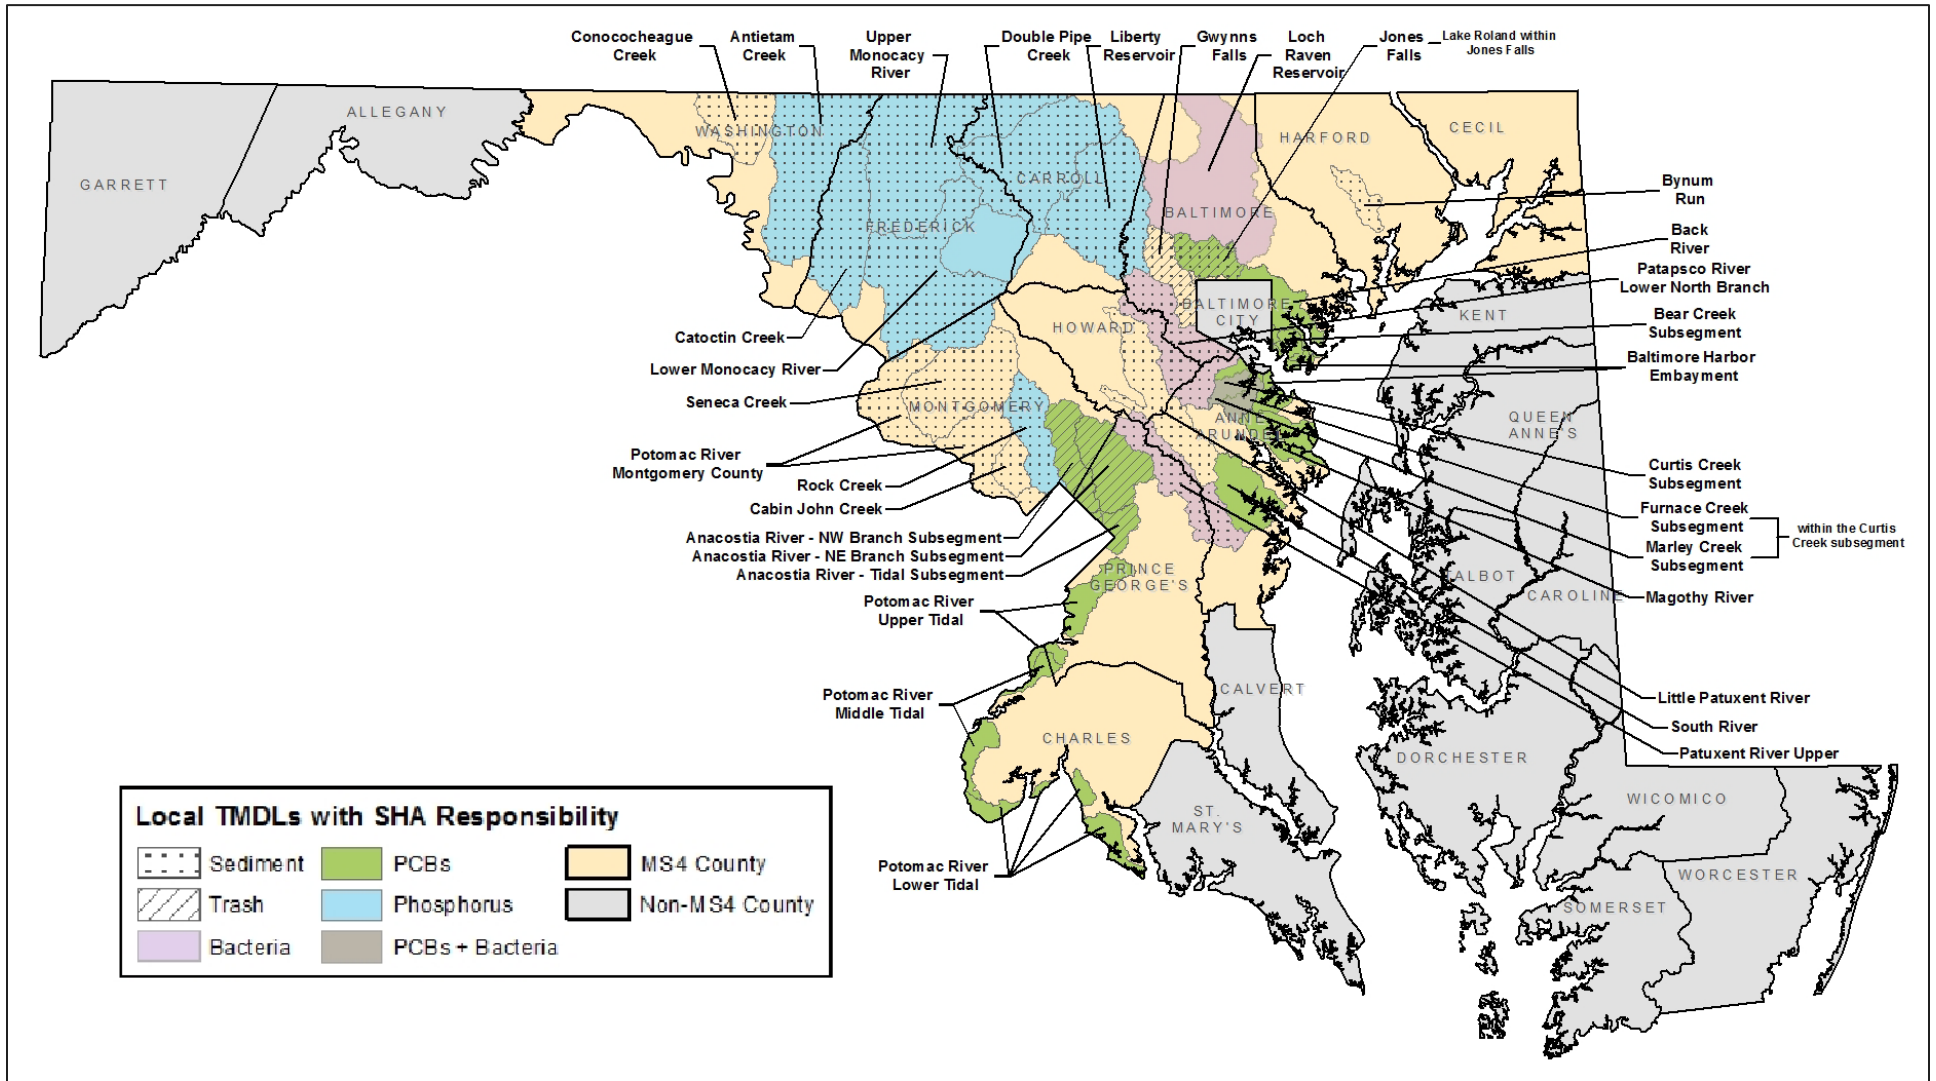 Conococheague
Creek
Antietam
Creek
Upper
Monocacy
River
Double Pipe
Creek
Liberty
Reservoir
Gwynns
Falls
Loch
Raven
Reservoir
Jones
Falls
Lake Roland within
Jones Falls
GARRETT
ALLEGANY
WASHINGTON
FREDERICK
CARROLL
BALTIMORE
HARFORD
CECIL
Bynum
Run
Back
River
Patapsco River
Lower North Branch
Bear Creek
Subsegment
Baltimore Harbor
Embayment
BALTIMORE
CITY
HOWARD
KENT
MONTGOMERY
ANNE
ARUNDEL
QUEEN
ANNE'S
Catoctin Creek
Lower Monocacy River
Seneca Creek
Potomac River
Montgomery County
Rock Creek
Cabin John Creek
Anacostia River - NW Branch Subsegment
Anacostia River - NE Branch Subsegment
Anacostia River - Tidal Subsegment
Curtis Creek
Subsegment
Furnace Creek
Subsegment
Marley Creek
Subsegment
within the Curtis
Creek subsegment
Magothy River
PRINCE
GEORGE'S
TALBOT
CAROLINE
Potomac River
Upper Tidal
Potomac River
Middle Tidal
Little Patuxent River
South River
Patuxent River Upper
CALVERT
CHARLES
DORCHESTER
ST.
MARY'S
WICOMICO
WORCESTER
SOMERSET
Potomac River
Lower Tidal
Local TMDLs with SHA Responsibility
Sediment
PCBs
MS4 County
Trash
Phosphorus
Non-MS4 County
Bacteria
PCBs + Bacteria